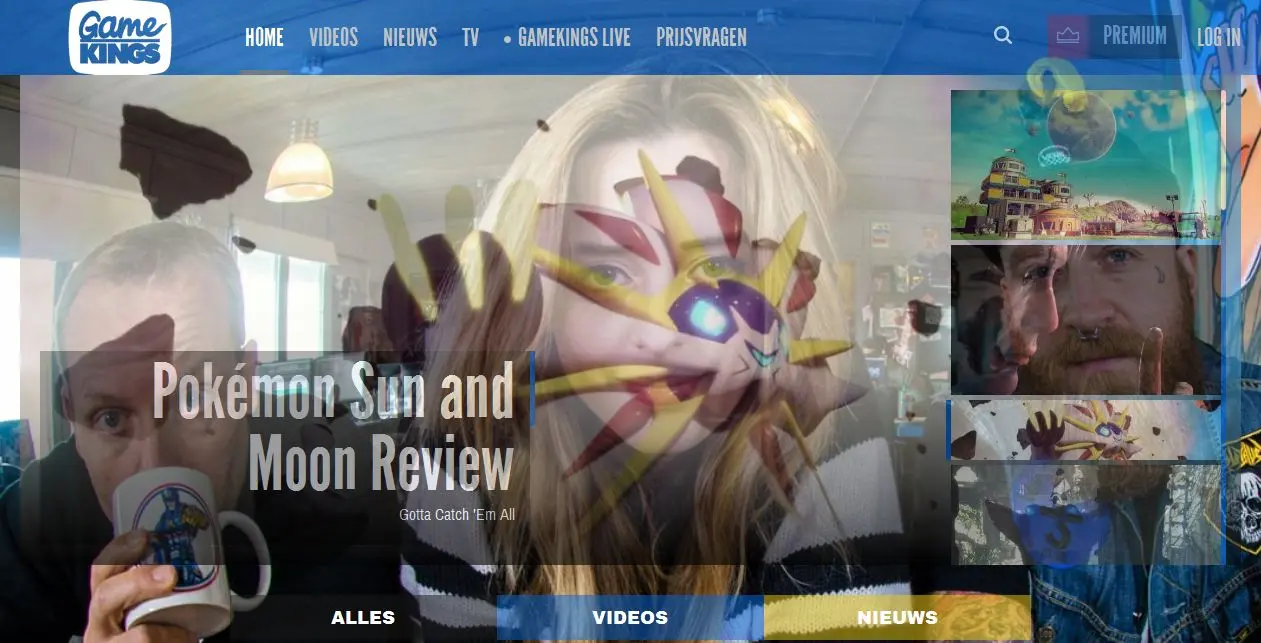 Game
KINGS
HOME VIDEOS NIEUWS TV • GAMEKINGS LIVE PRIJSVRAGEN PREMIUM LOG IN
Pokémon Sun and
Moon Review
Gotta Catch 'Em All
ALLES VIDEOS NIEUWS